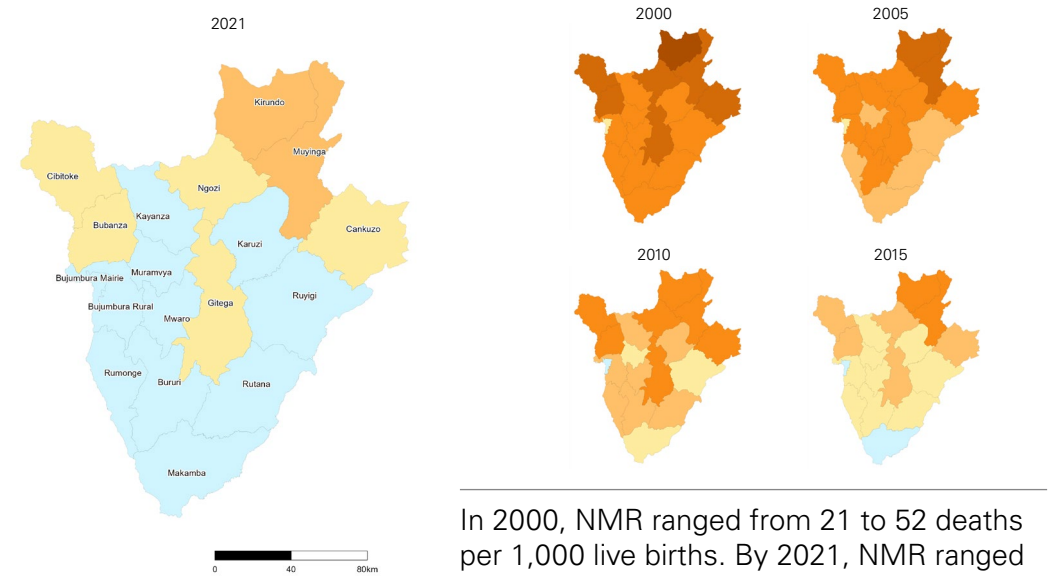 2021
Kirundo
Muyinga
Cibitoke
Ngozi
Kayanza
Bubanza
Cankuzo
Karuzi
Bujumbura Mairie
Muramvya
Ruyigi
Gitega
Bujumbura Rural
Mwaro
Rumonge
Bururi
Rutana
Makamba
0 40 80km
2000
2005
2010
2015
In 2000, NMR ranged from 21 to 52 deaths
per 1,000 live births. By 2021, NMR ranged